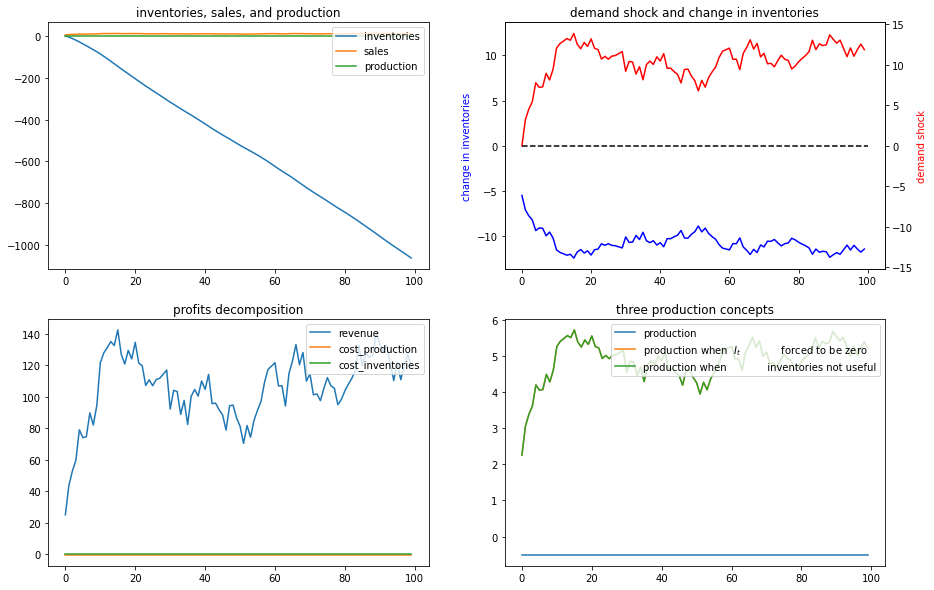 inventories, sales, and production
inventories
sales
production
0
−200
−400
−600
−800
−1000
0 20 40 60 80 100
demand shock and change in inventories
change in inventories
10
5
0
−5
−10
15
10
5
0
−5
−10
−15
demand shock
0 20 40 60 80 100
profits decomposition
revenue
cost_production
cost_inventories
140
120
100
80
60
40
20
0
0 20 40 60 80 100
three production concepts
production
production when I_t forced to be zero
production when inventories not useful
6
5
4
3
2
1
0
0 20 40 60 80 100